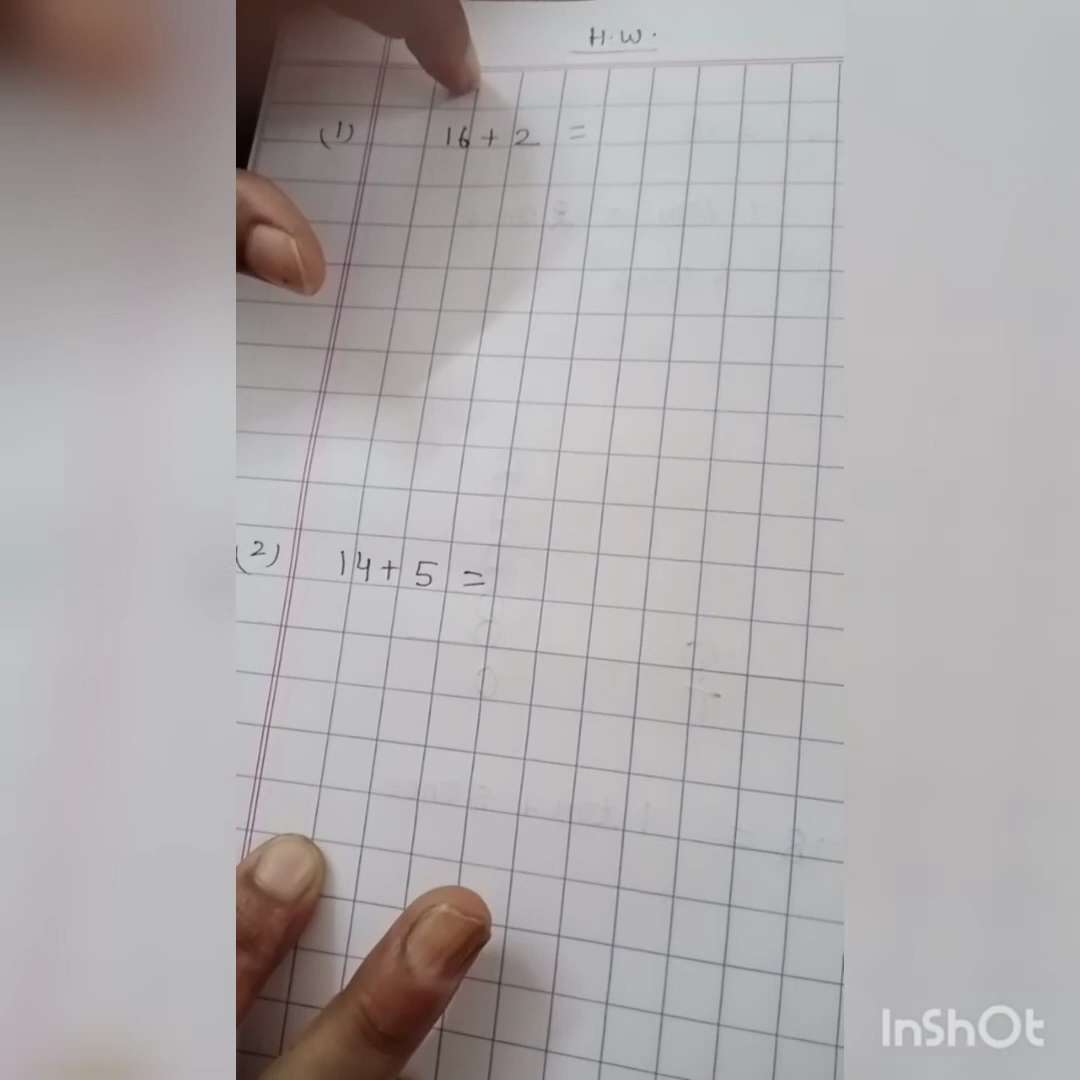 H.W.
(1) 16 + 2 =
(2) 14 + 5 =
InShOt